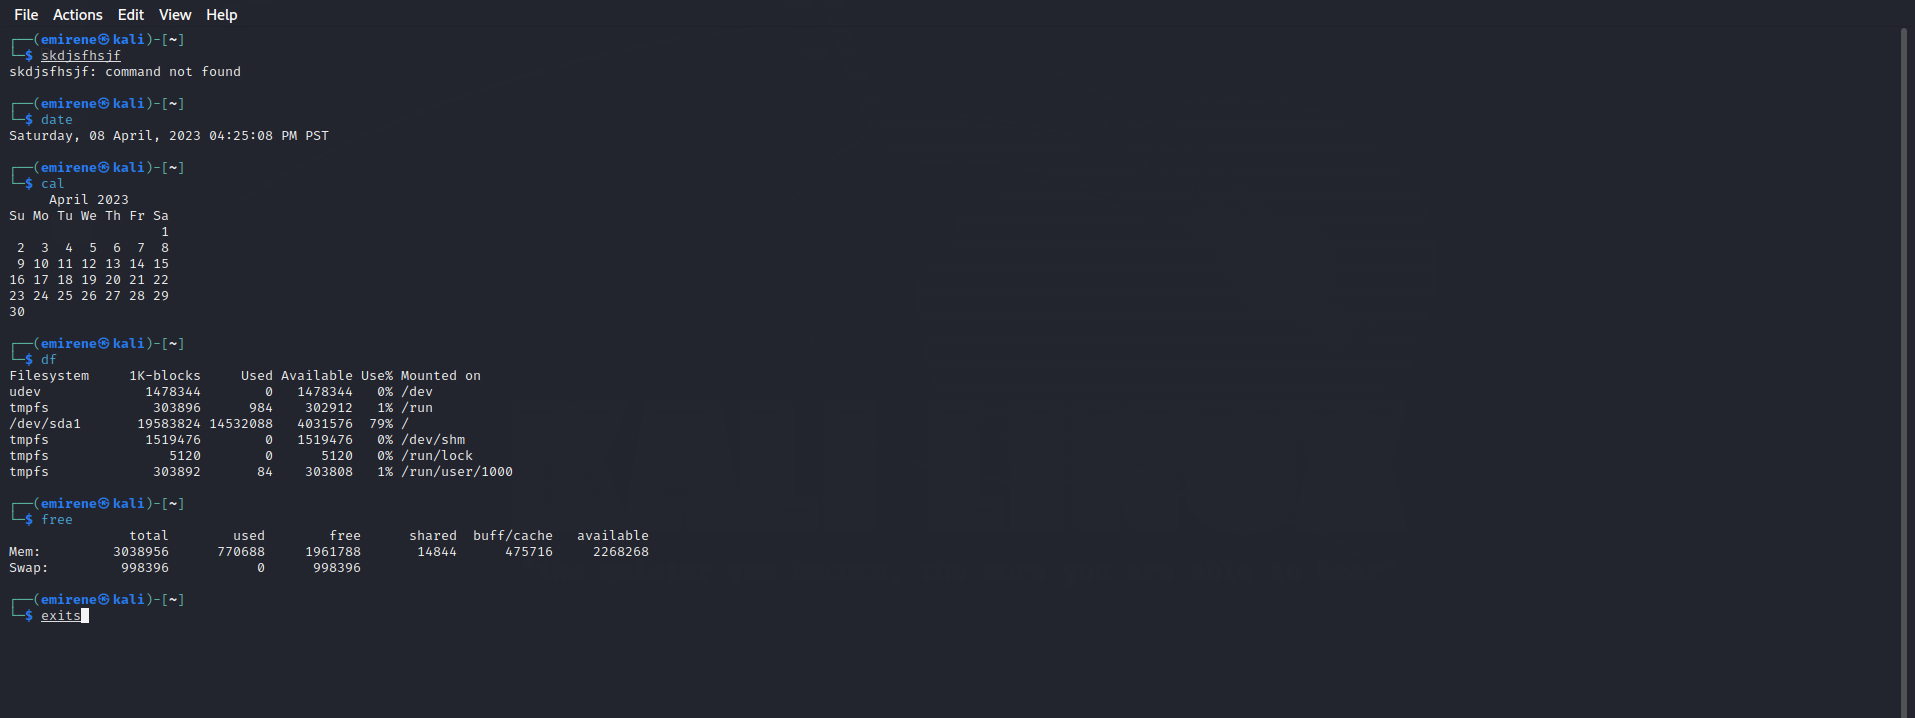 File Actions Edit View Help
┌──(emirene㉿kali)-[~]
└─$ skdjsfhsjf
skdjsfhsjf: command not found

┌──(emirene㉿kali)-[~]
└─$ date
Saturday, 08 April, 2023 04:25:08 PM PST

┌──(emirene㉿kali)-[~]
└─$ cal
     April 2023
Su Mo Tu We Th Fr Sa
                   1
 2  3  4  5  6  7  8
 9 10 11 12 13 14 15
16 17 18 19 20 21 22
23 24 25 26 27 28 29
30

┌──(emirene㉿kali)-[~]
└─$ df
Filesystem     1K-blocks     Used Available Use% Mounted on
udev             1478344        0   1478344   0% /dev
tmpfs             303896      984    302912   1% /run
/dev/sda1       19583824 14532088   4031576  79% /
tmpfs            1519476        0   1519476   0% /dev/shm
tmpfs               5120        0      5120   0% /run/lock
tmpfs             303892       84    303808   1% /run/user/1000

┌──(emirene㉿kali)-[~]
└─$ free
               total        used        free      shared  buff/cache   available
Mem:         3038956      770688     1961788       14844      475716     2268268
Swap:         998396           0      998396

┌──(emirene㉿kali)-[~]
└─$ exits